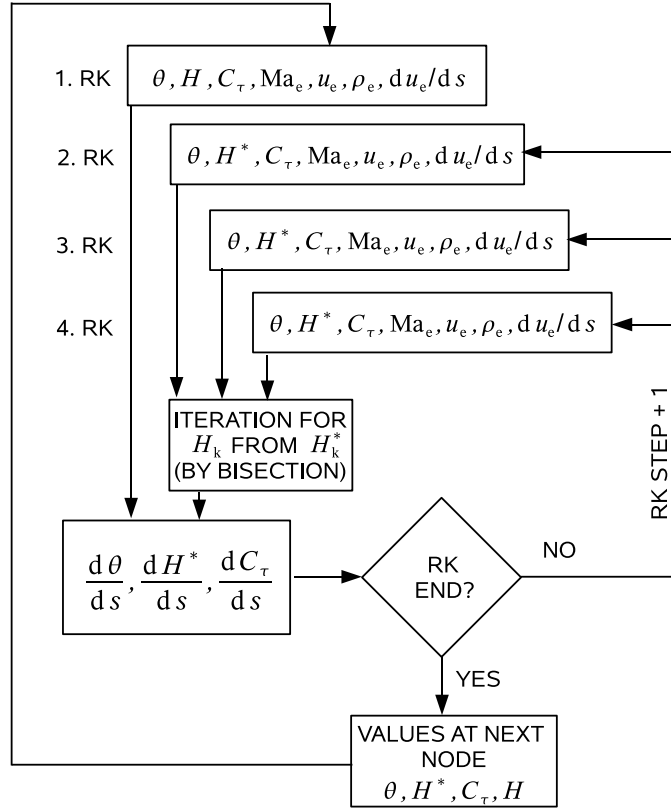 1. RK
θ, H, C_τ, Ma_e, u_e, ρ_e, du_e/ds
2. RK
θ, H*, C_τ, Ma_e, u_e, ρ_e, du_e/ds
3. RK
θ, H*, C_τ, Ma_e, u_e, ρ_e, du_e/ds
4. RK
θ, H*, C_τ, Ma_e, u_e, ρ_e, du_e/ds
ITERATION FOR
H_k FROM H*_k
(BY BISECTION)
dθ/ds, dH*/ds, dC_τ/ds
RK
END?
NO
RK STEP + 1
YES
VALUES AT NEXT
NODE
θ, H*, C_τ, H